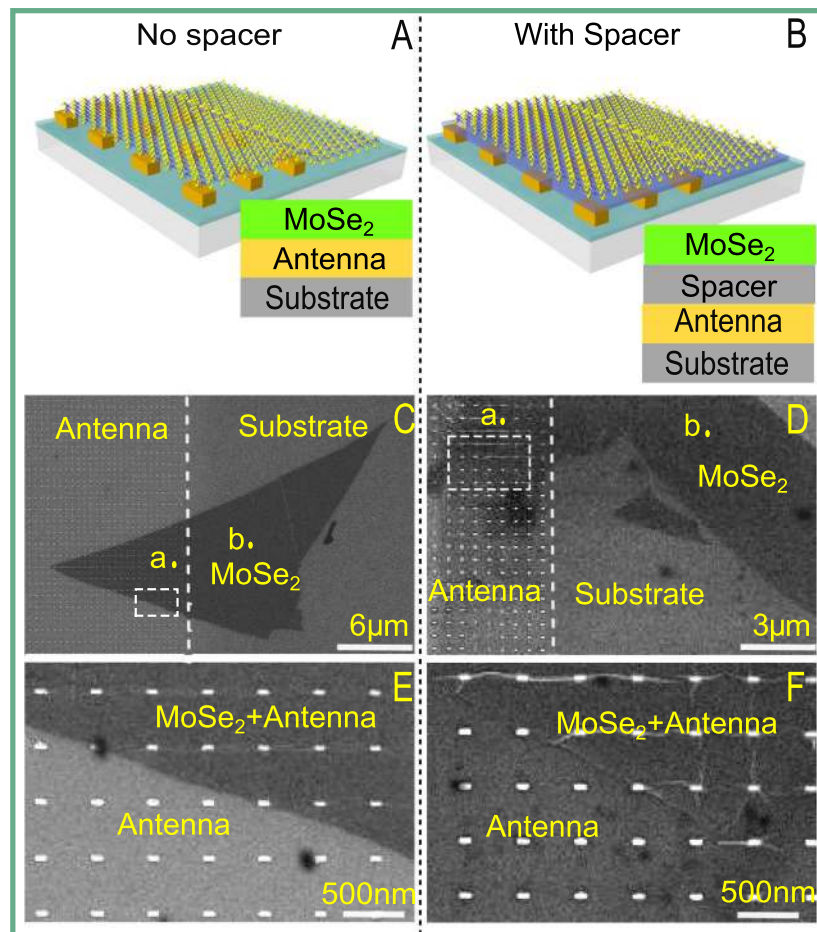 No spacer
A
With Spacer
B
MoSe₂
Antenna
Substrate
MoSe₂
Spacer
Antenna
Substrate
Antenna
Substrate
C
a.
b.
MoSe₂
6μm
a.
b.
D
MoSe₂
Antenna
Substrate
3μm
E
MoSe₂+Antenna
Antenna
500nm
F
MoSe₂+Antenna
Antenna
500nm